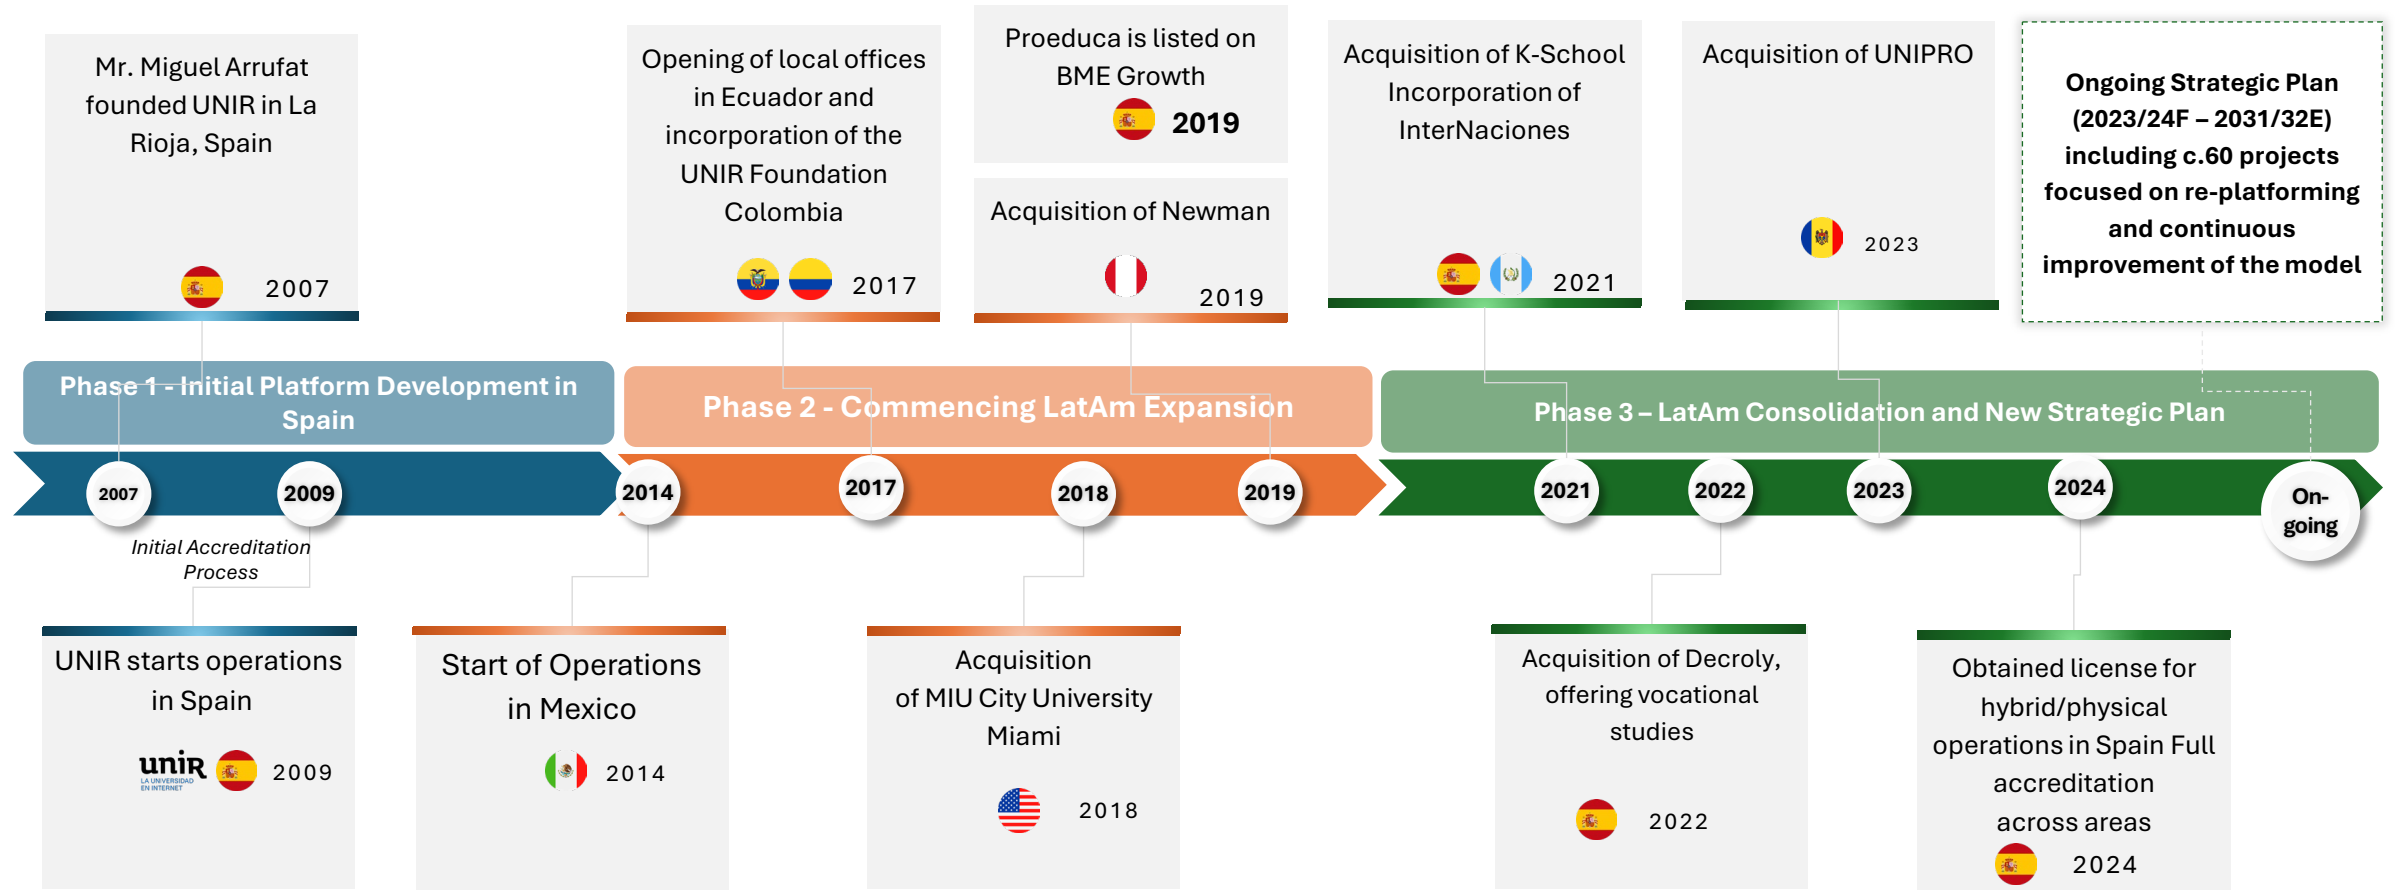 Mr. Miguel Arrufat
founded UNIR in La
Rioja, Spain
2007
Opening of local offices
in Ecuador and
incorporation of the
UNIR Foundation
Colombia
2017
Proeduca is listed on
BME Growth
2019
Acquisition of Newman
2019
Acquisition of K-School
Incorporation of
InterNaciones
2021
Acquisition of UNIPRO
2023
Ongoing Strategic Plan
(2023/24F – 2031/32E)
including c.60 projects
focused on re-platforming
and continuous
improvement of the model
Phase 1 - Initial Platform Development in
Spain
Phase 2 - Commencing LatAm Expansion
Phase 3 – LatAm Consolidation and New Strategic Plan
2007
2009
2014
2017
2018
2019
2021
2022
2023
2024
On-
going
Initial Accreditation
Process
UNIR starts operations
in Spain
uniR
LA UNIVERSIDAD
EN INTERNET
2009
Start of Operations
in Mexico
2014
Acquisition
of MIU City University
Miami
2018
Acquisition of Decroly,
offering vocational
studies
2022
Obtained license for
hybrid/physical
operations in Spain Full
accreditation
across areas
2024